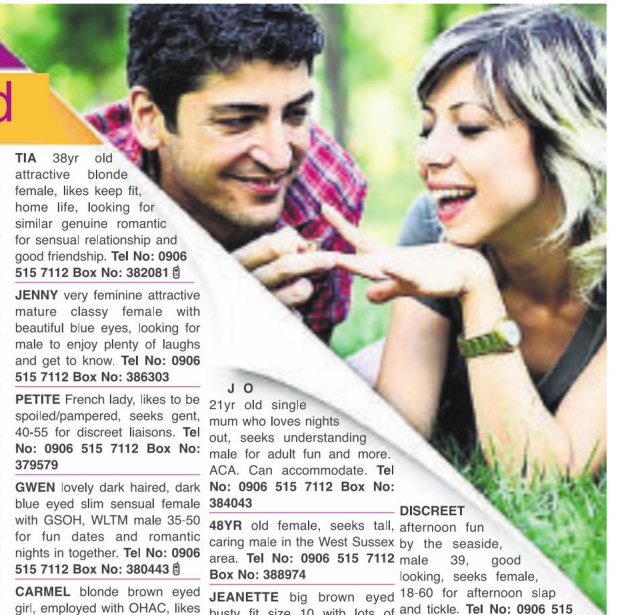 d
TIA 38yr old
attractive blonde
female, likes keep fit,
home life, looking for
similar genuine romantic
for sensual relationship and
good friendship. Tel No: 0906
515 7112 Box No: 382081
JENNY very feminine attractive
mature classy female with
beautiful blue eyes, looking for
male to enjoy plenty of laughs
and get to know. Tel No: 0906
515 7112 Box No: 386303
PETITE French lady, likes to be
spoiled/pampered, seeks gent,
40-55 for discreet liaisons. Tel
No: 0906 515 7112 Box No:
379579
GWEN lovely dark haired, dark
blue eyed slim sensual female
with GSOH, WLTM male 35-50
for fun dates and romantic
nights in together. Tel No: 0906
515 7112 Box No: 380443
CARMEL blonde brown eyed
girl, employed with OHAC, likes
J O
21yr old single
mum who loves nights
out, seeks understanding
male for adult fun and more.
ACA. Can accommodate. Tel
No: 0906 515 7112 Box No:
384043
48YR old female, seeks tall,
caring male in the West Sussex
area. Tel No: 0906 515 7112
Box No: 388974
JEANETTE big brown eyed
busty fit size 10 with lots of
DISCREET
afternoon fun
by the seaside,
male 39, good
looking, seeks female,
18-60 for afternoon slap
and tickle. Tel No: 0906 515